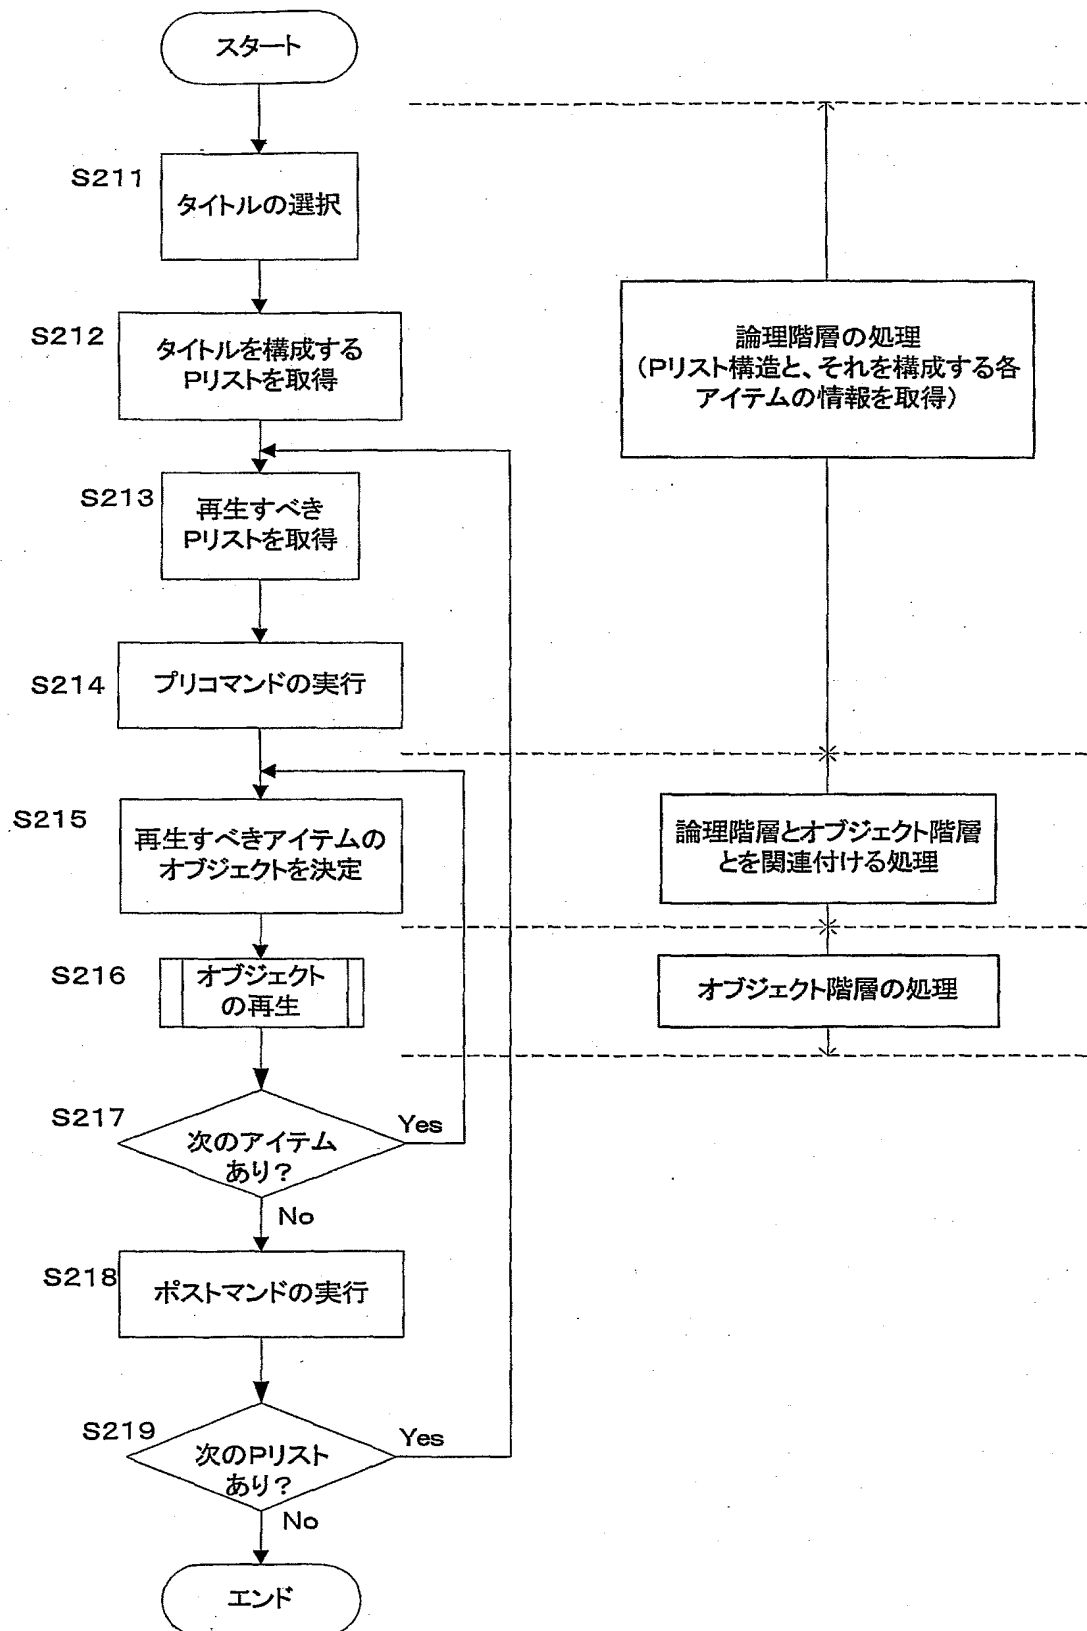 スタート
S211
タイトルの選択
S212
タイトルを構成する
Pリストを取得
論理階層の処理
(Pリスト構造と、それを構成する各
アイテムの情報を取得)
S213
再生すべき
Pリストを取得
S214
プリコマンドの実行
S215
再生すべきアイテムの
オブジェクトを決定
論理階層とオブジェクト階層
とを関連付ける処理
S216
オブジェクト
の再生
オブジェクト階層の処理
S217
次のアイテム
あり?
Yes
No
S218
ポストマンドの実行
S219
次のPリスト
あり?
Yes
No
エンド